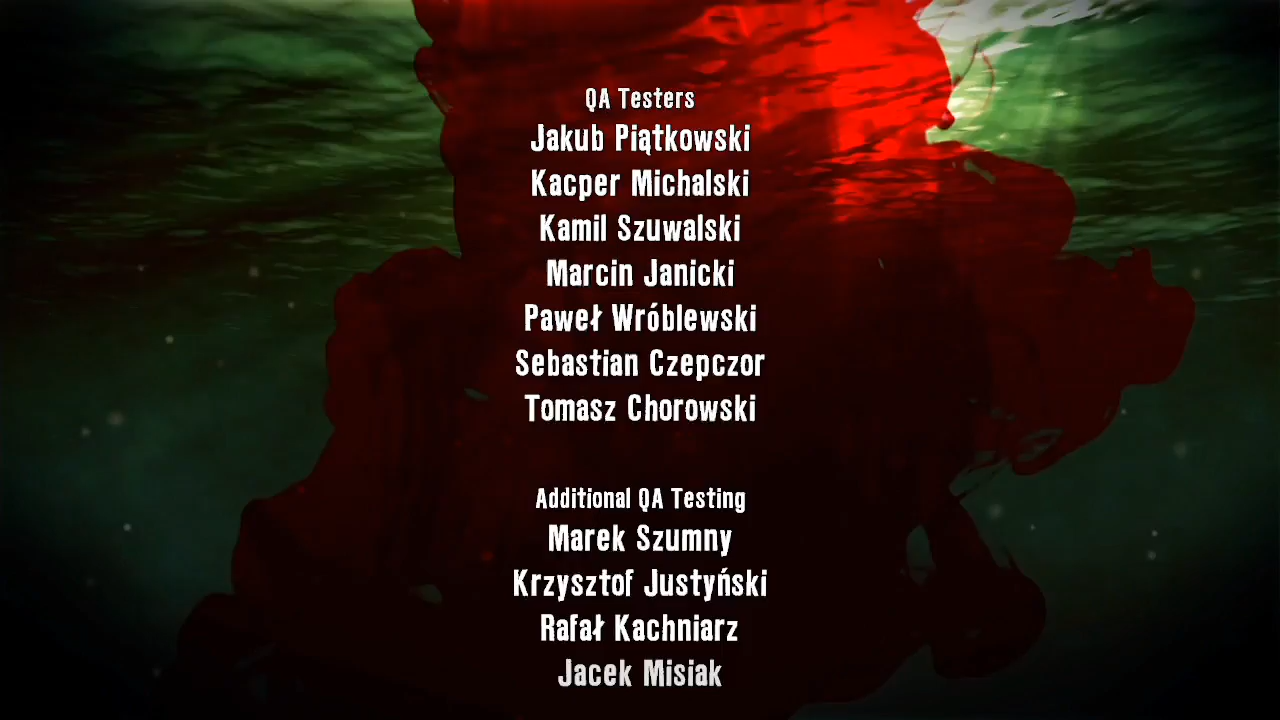 QA Testers
Jakub Piątkowski
Kacper Michalski
Kamil Szuwalski
Marcin Janicki
Paweł Wróblewski
Sebastian Czepczor
Tomasz Chorowski
Additional QA Testing
Marek Szumny
Krzysztof Justyński
Rafał Kachniarz
Jacek Misiak